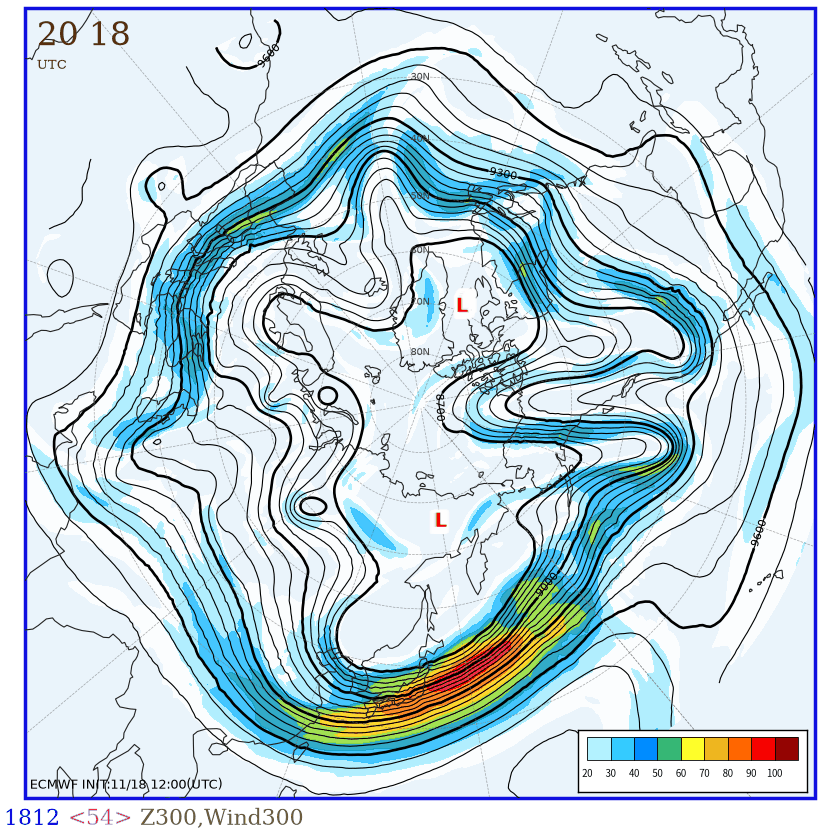 20 18
UTC
9600
30N
40N
9300
50N
60N
70N
L
80N
8700
L
9600
9000
ECMWF INIT:11/18 12:00(UTC)
20 30 40 50 60 70 80 90 100
1812 <54> Z300,Wind300